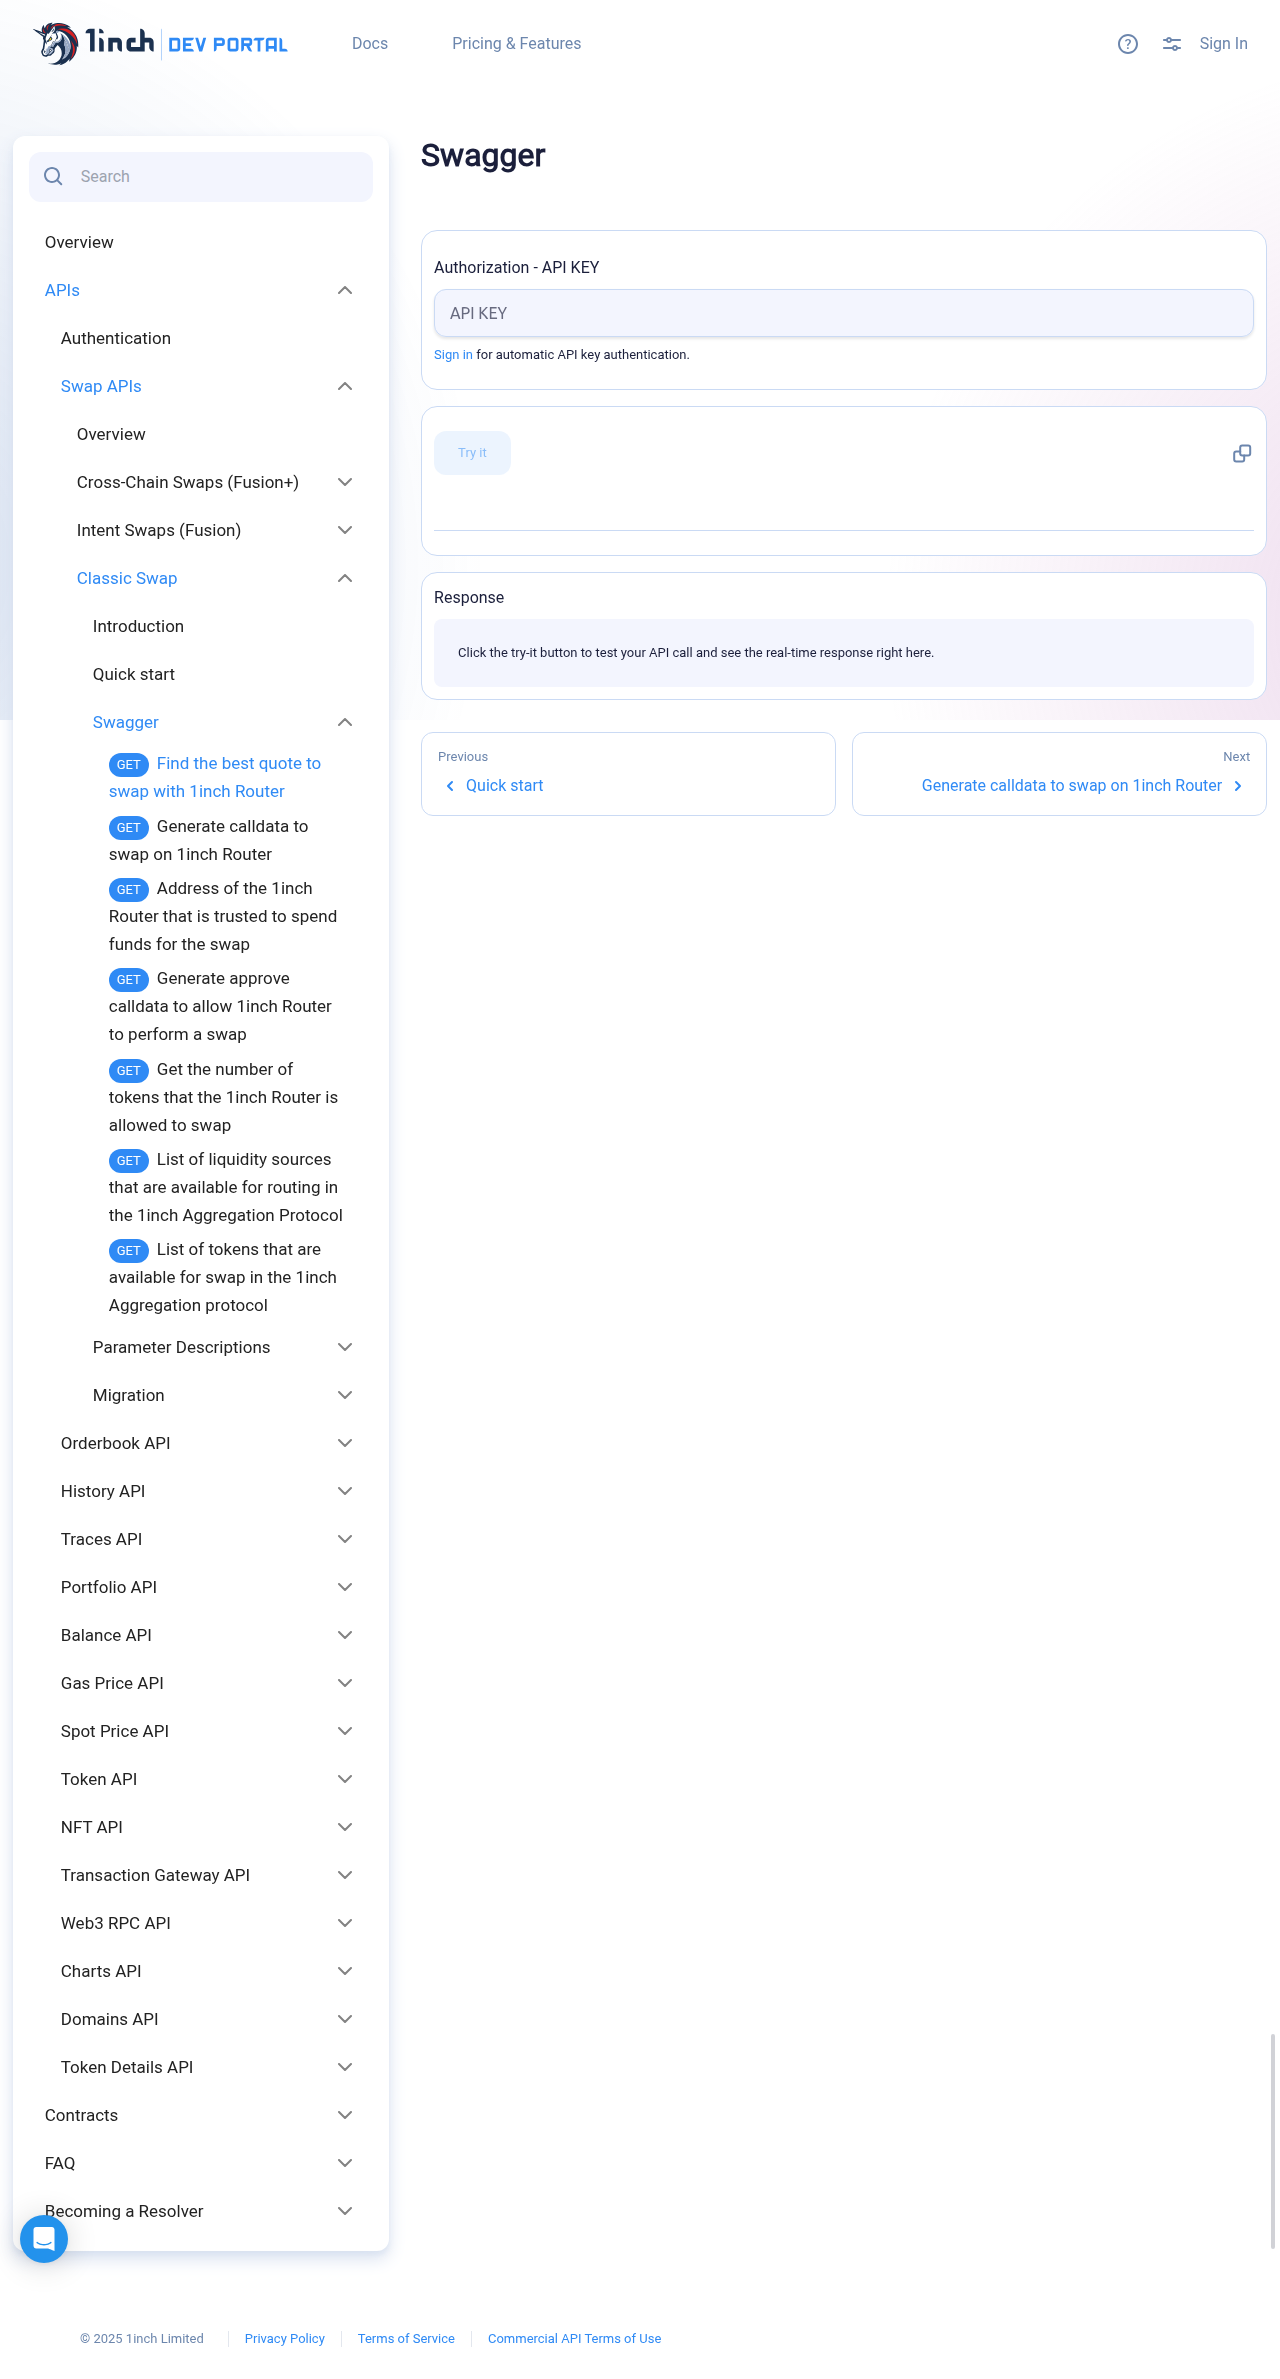 1inch DEV PORTAL
Docs
Pricing & Features
Sign In
Search
Overview
APIs
Authentication
Swap APIs
Overview
Cross-Chain Swaps (Fusion+)
Intent Swaps (Fusion)
Classic Swap
Introduction
Quick start
Swagger
GET Find the best quote to
swap with 1inch Router
GET Generate calldata to
swap on 1inch Router
GET Address of the 1inch
Router that is trusted to spend
funds for the swap
GET Generate approve
calldata to allow 1inch Router
to perform a swap
GET Get the number of
tokens that the 1inch Router is
allowed to swap
GET List of liquidity sources
that are available for routing in
the 1inch Aggregation Protocol
GET List of tokens that are
available for swap in the 1inch
Aggregation protocol
Parameter Descriptions
Migration
Orderbook API
History API
Traces API
Portfolio API
Balance API
Gas Price API
Spot Price API
Token API
NFT API
Transaction Gateway API
Web3 RPC API
Charts API
Domains API
Token Details API
Contracts
FAQ
Becoming a Resolver
Swagger
Authorization - API KEY
API KEY
Sign in for automatic API key authentication.
Try it
Response
Click the try-it button to test your API call and see the real-time response right here.
Previous
Quick start
Next
Generate calldata to swap on 1inch Router
© 2025 1inch Limited
Privacy Policy
Terms of Service
Commercial API Terms of Use